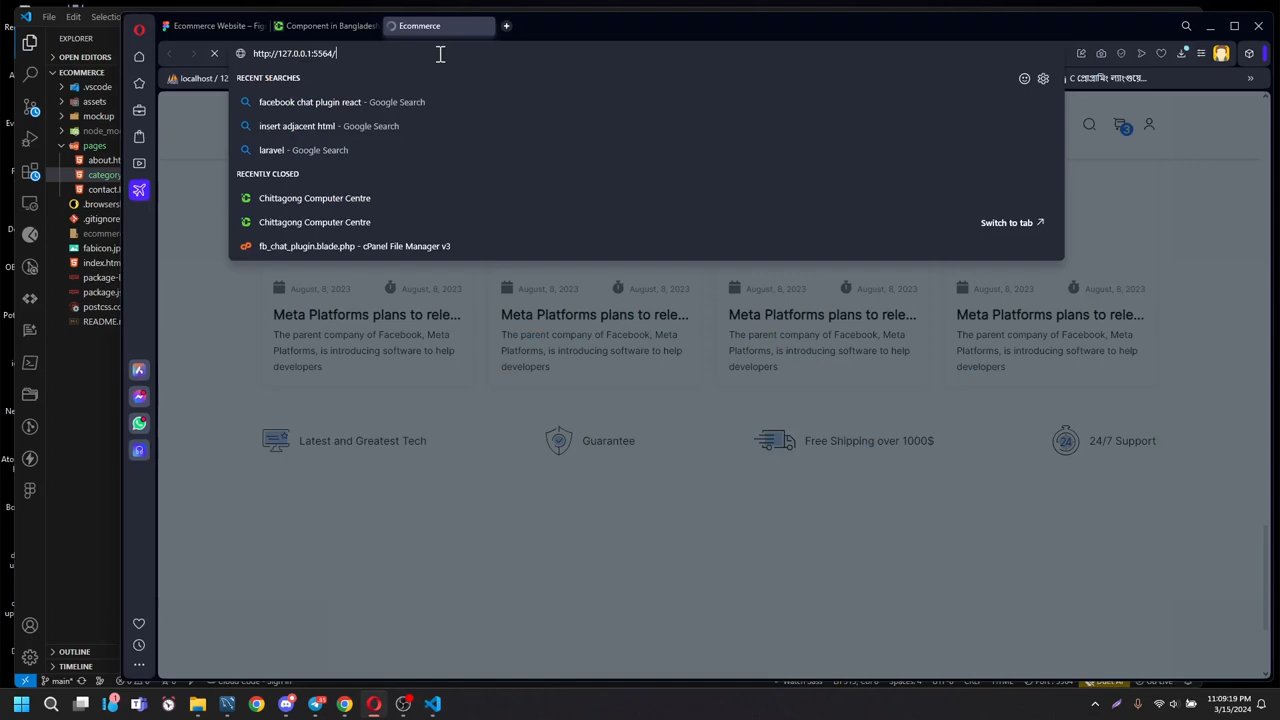 File Edit Selection
Ecommerce Website – Fig
Component in Bangladesh
Ecommerce
EXPLORER
http://127.0.0.1:5564/
OPEN EDITORS
ECOMMERCE
RECENT SEARCHES
localhost / 12
C প্রোগ্রামিং ল্যাংগুয়ে...
.vscode
assets
mockup
node_mo
pages
about.ht
category
contact.h
.browsers
.gitignore
ecommerc
fabicon.jp
index.htm
package-l
package.js
postcss.co
README.m
facebook chat plugin react - Google Search
insert adjacent html - Google Search
laravel - Google Search
3
RECENTLY CLOSED
Chittagong Computer Centre
Chittagong Computer Centre
Switch to tab
fb_chat_plugin.blade.php - cPanel File Manager v3
August, 8, 2023 August, 8, 2023 August, 8, 2023 August, 8, 2023 August, 8, 2023 August, 8, 2023 August, 8, 2023 August, 8, 2023
Meta Platforms plans to rele... Meta Platforms plans to rele... Meta Platforms plans to rele... Meta Platforms plans to rele...
The parent company of Facebook, Meta The parent company of Facebook, Meta The parent company of Facebook, Meta The parent company of Facebook, Meta
Platforms, is introducing software to help Platforms, is introducing software to help Platforms, is introducing software to help Platforms, is introducing software to help
developers developers developers developers
Latest and Greatest Tech Guarantee Free Shipping over 1000$ 24/7 Support
24
OUTLINE
TIMELINE
main*
11:09:19 PM
3/15/2024